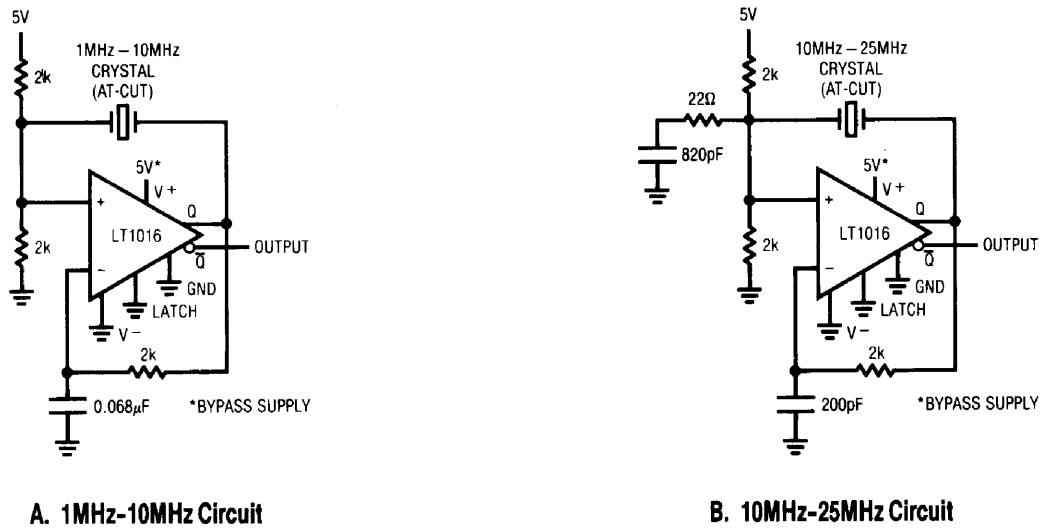 5V
1MHz – 10MHz
CRYSTAL
(AT-CUT)
2k
5V*
V+
+
Q
LT1016
OUTPUT
Q̅
2k
−
GND
LATCH
V−
2k
0.068µF
*BYPASS SUPPLY
A. 1MHz-10MHz Circuit
5V
10MHz – 25MHz
CRYSTAL
(AT-CUT)
2k
22Ω
820pF
5V*
V+
+
Q
LT1016
OUTPUT
Q̅
2k
−
GND
LATCH
V−
2k
200pF
*BYPASS SUPPLY
B. 10MHz-25MHz Circuit